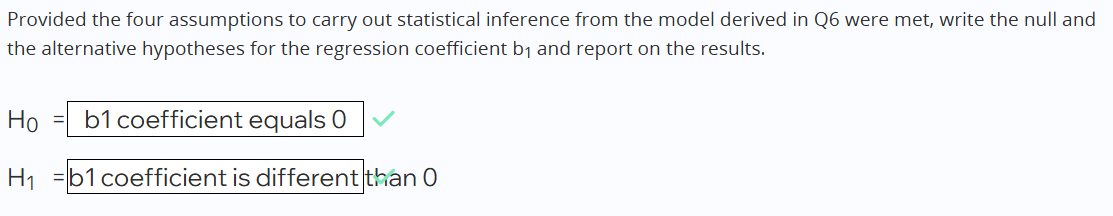 Provided the four assumptions to carry out statistical inference from the model derived in Q6 were met, write the null and
the alternative hypotheses for the regression coefficient b₁ and report on the results.
H₀ = b1 coefficient equals 0
H₁ = b1 coefficient is different than 0